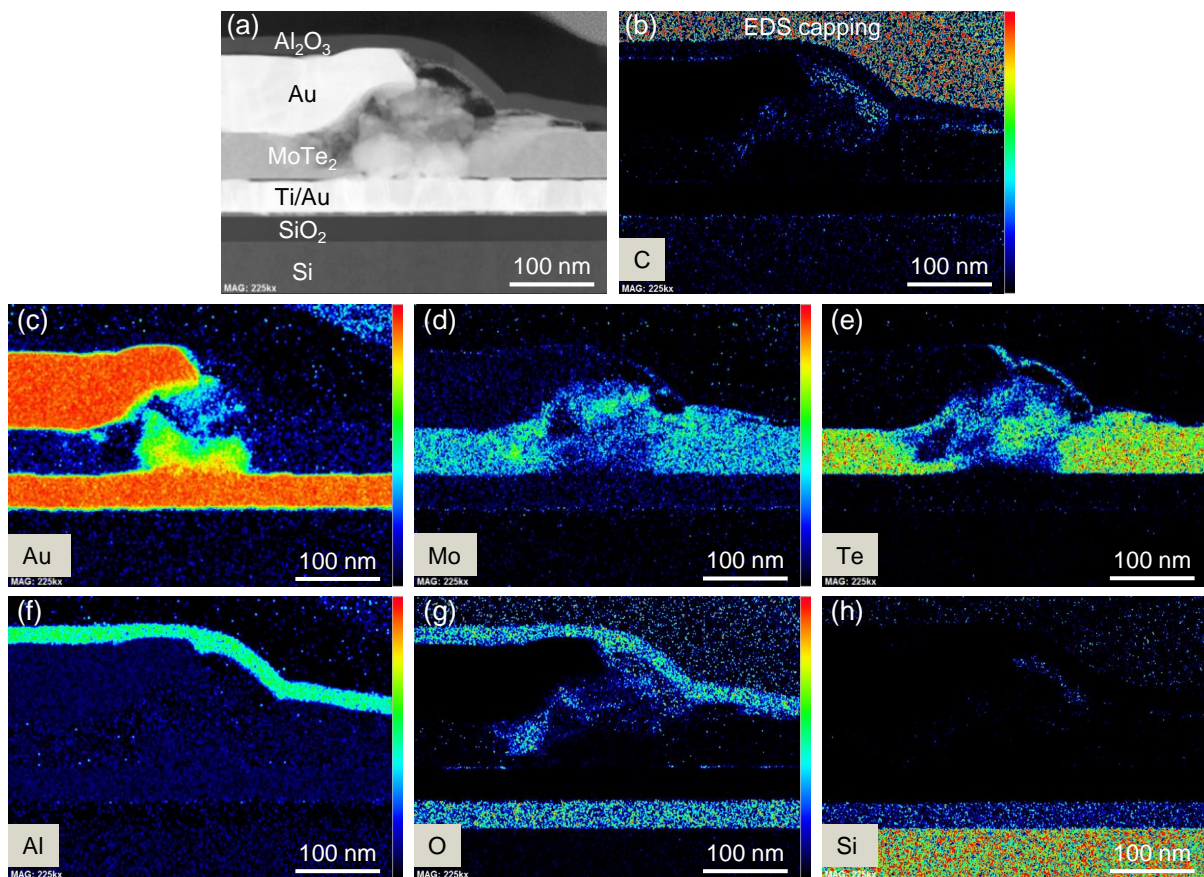 (a)
Al₂O₃
Au
MoTe₂
Ti/Au
SiO₂
Si
100 nm
MAG: 225kx
(b)
EDS capping
C
100 nm
(c)
Au
100 nm
MAG: 225kx
(d)
Mo
100 nm
MAG: 225kx
(e)
Te
100 nm
MAG: 225kx
(f)
Al
100 nm
MAG: 225kx
(g)
O
100 nm
MAG: 225kx
(h)
Si
100 nm
MAG: 225kx